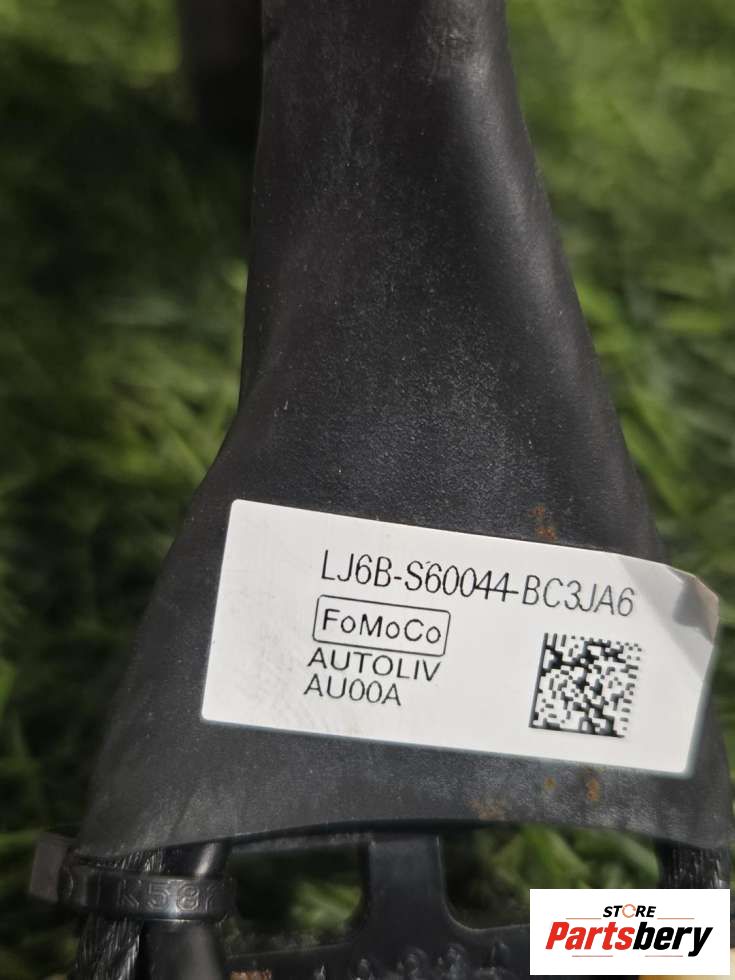 LJ6B-S60044-BC3JA6
FoMoCo
AUTOLIV
AU00A
STORE
Partsbery